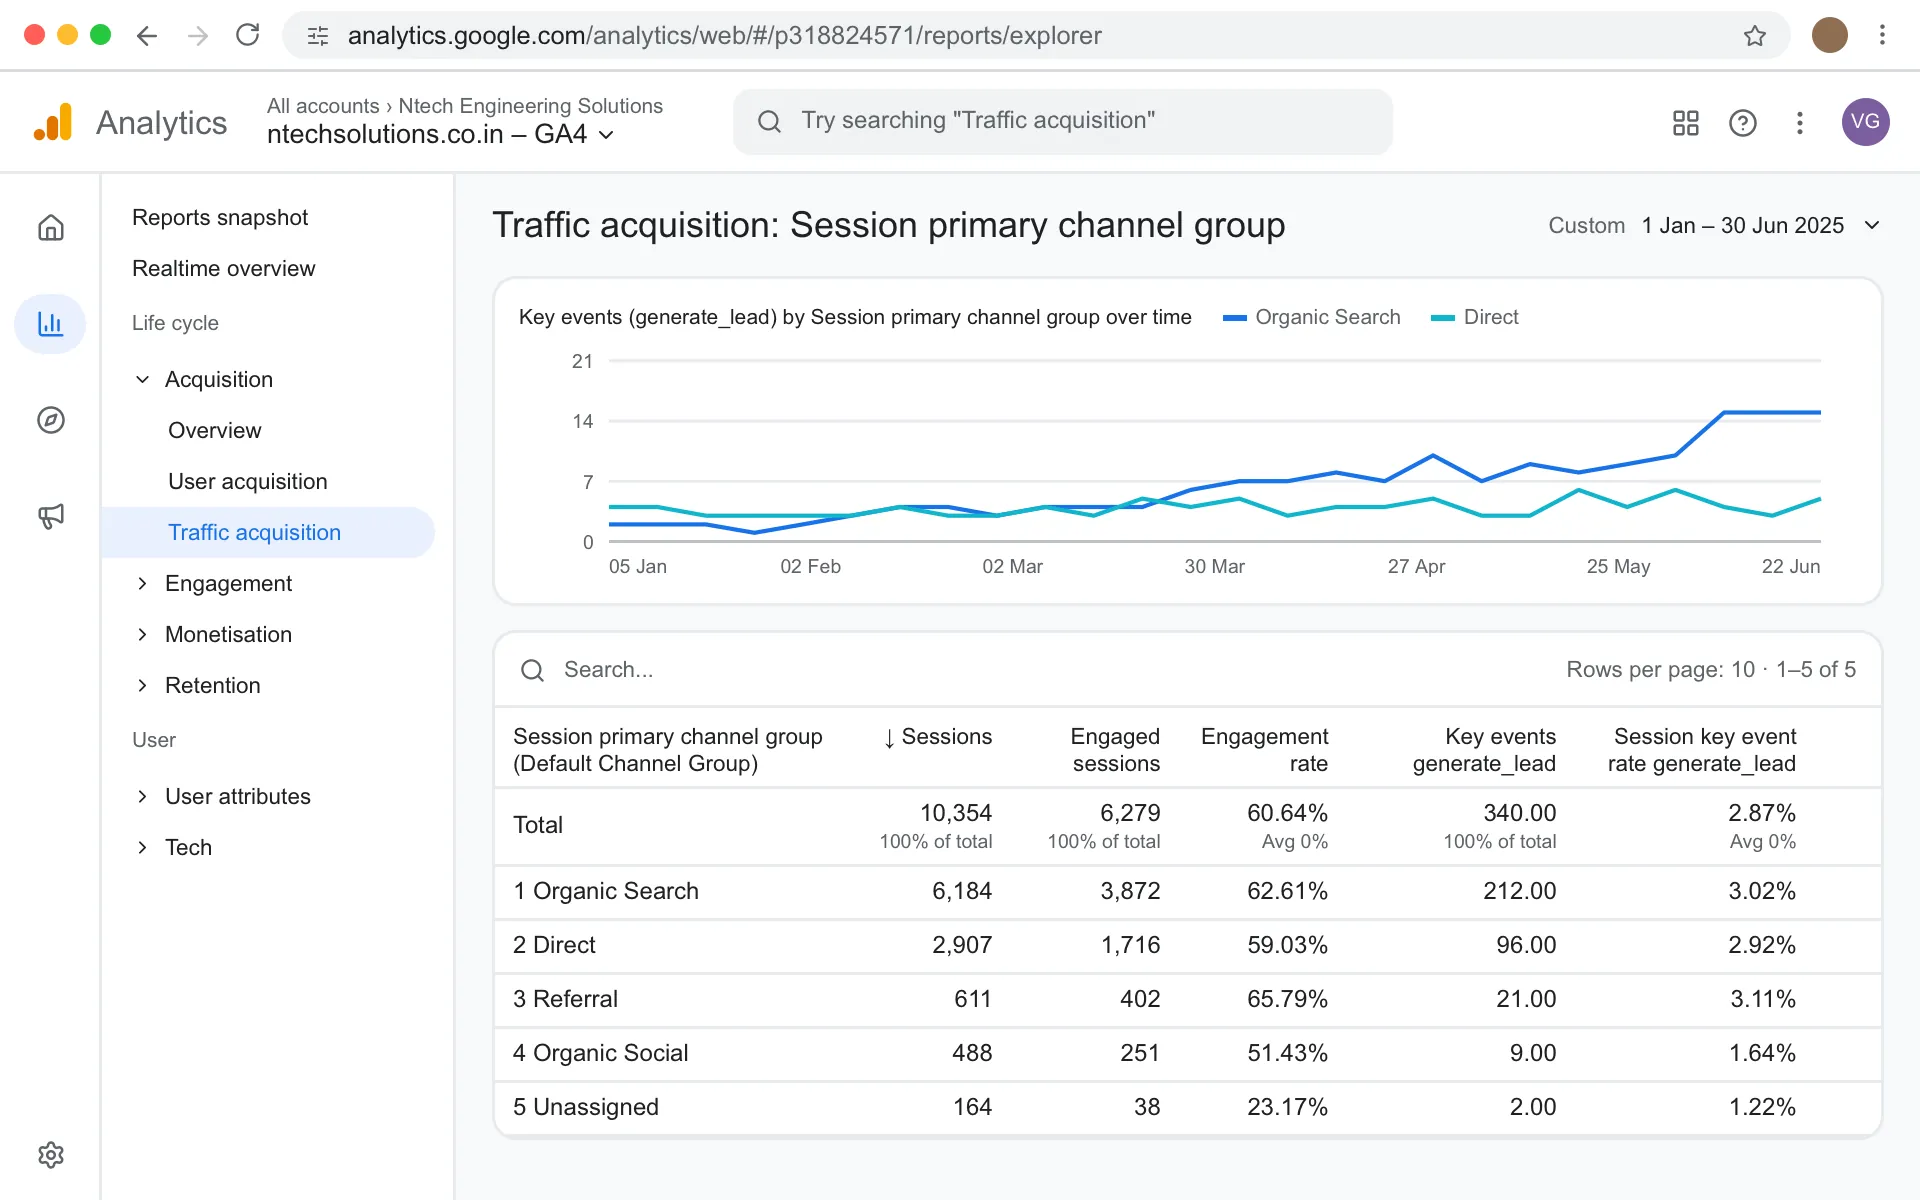 analytics.google.com/analytics/web/#/p318824571/reports/explorer
Analytics
All accounts › Ntech Engineering Solutions
ntechsolutions.co.in – GA4
Try searching "Traffic acquisition"
VG
Reports snapshot
Realtime overview
Life cycle
Acquisition
Overview
User acquisition
Traffic acquisition
Engagement
Monetisation
Retention
User
User attributes
Tech
Traffic acquisition: Session primary channel group
Custom 1 Jan – 30 Jun 2025
Key events (generate_lead) by Session primary channel group over time
Organic Search
Direct
21
14
7
0
05 Jan
02 Feb
02 Mar
30 Mar
27 Apr
25 May
22 Jun
Search...
Rows per page: 10 · 1–5 of 5
Session primary channel group
(Default Channel Group)
↓ Sessions
Engaged
sessions
Engagement
rate
Key events
generate_lead
Session key event
rate generate_lead
Total
10,354 6,279 60.64% 340.00 2.87%
100% of total 100% of total Avg 0% 100% of total Avg 0%
1 Organic Search 6,184 3,872 62.61% 212.00 3.02%
2 Direct 2,907 1,716 59.03% 96.00 2.92%
3 Referral 611 402 65.79% 21.00 3.11%
4 Organic Social 488 251 51.43% 9.00 1.64%
5 Unassigned 164 38 23.17% 2.00 1.22%